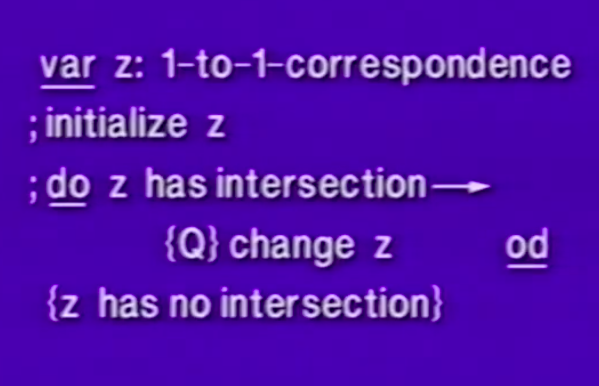 var z: 1-to-1-correspondence
;initialize z
;do z has intersection→
{Q} change z od
{z has no intersection}